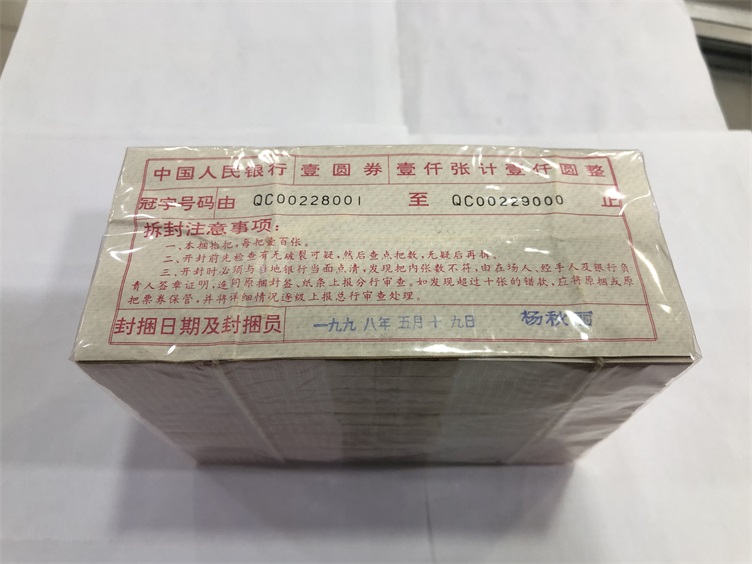 中国人民银行 壹圆券 壹仟张计壹仟圆整
冠字号码由 QC00228001 至 QC00229000 止
拆封注意事项：
一.本捆拾把，每把壹百张。
二.开封前先检查有无破裂可疑，然后查点把数，无疑后再拆。
三.开封时必须与当地银行当面点清，发现把内张数不符，由在场人、经手人及银行负
责人签章证明，连同原捆封签、纸条上报分行审查。如发现超过十张的错款，应将原捆或原
把票券保管，并将详细情况逐级上报总行审查处理。
封捆日期及封捆员 一九九八年五月十九日 杨秋雨